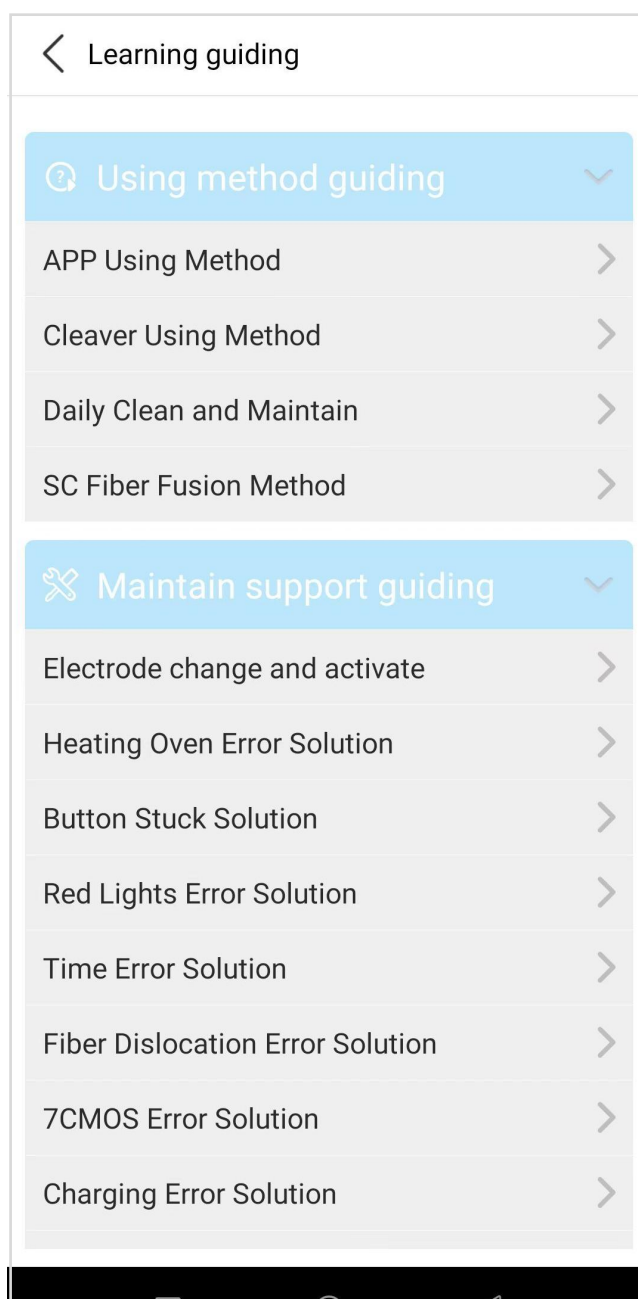 Learning guiding
Using method guiding
APP Using Method
Cleaver Using Method
Daily Clean and Maintain
SC Fiber Fusion Method
Maintain support guiding
Electrode change and activate
Heating Oven Error Solution
Button Stuck Solution
Red Lights Error Solution
Time Error Solution
Fiber Dislocation Error Solution
7CMOS Error Solution
Charging Error Solution